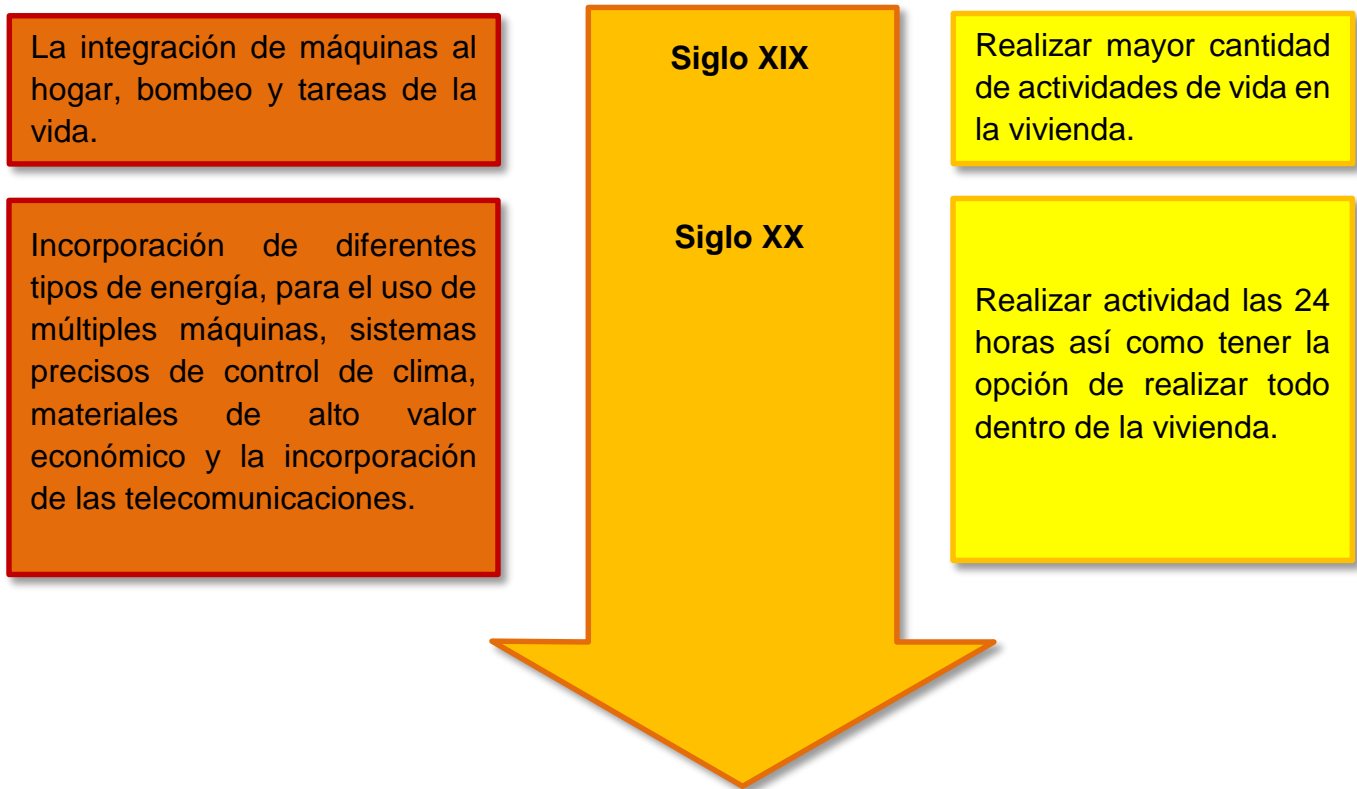 La integración de máquinas al
hogar, bombeo y tareas de la
vida.
Siglo XIX
Realizar mayor cantidad
de actividades de vida en
la vivienda.
Incorporación de diferentes
tipos de energía, para el uso de
múltiples máquinas, sistemas
precisos de control de clima,
materiales de alto valor
económico y la incorporación
de las telecomunicaciones.
Siglo XX
Realizar actividad las 24
horas así como tener la
opción de realizar todo
dentro de la vivienda.